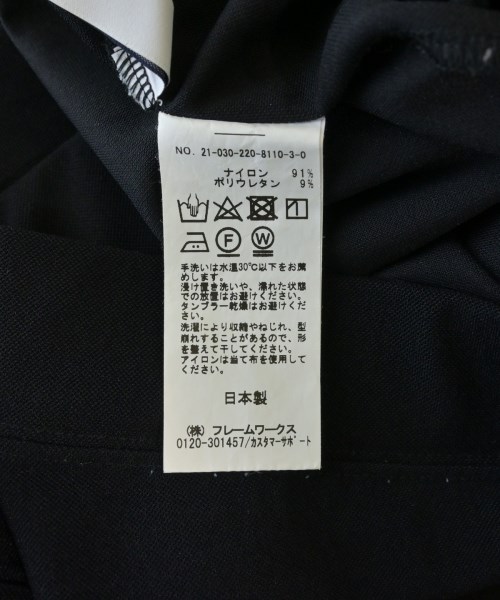 NO. 21-030-220-8110-3-0
ナイロン 91%
ポリウレタン 9%
F W
手洗いは水温30℃以下をお薦
めします。
浸け置き洗いや、濡れた状態
での放置はお避けください。
タンブラー乾燥はお避けくだ
さい。
洗濯により収縮やねじれ、型
崩れすることがあるので、形
を整えて干してください。
アイロンは当て布を使用して
ください。
日本製
(株) フレームワークス
0120-301457/カスタマーサポート